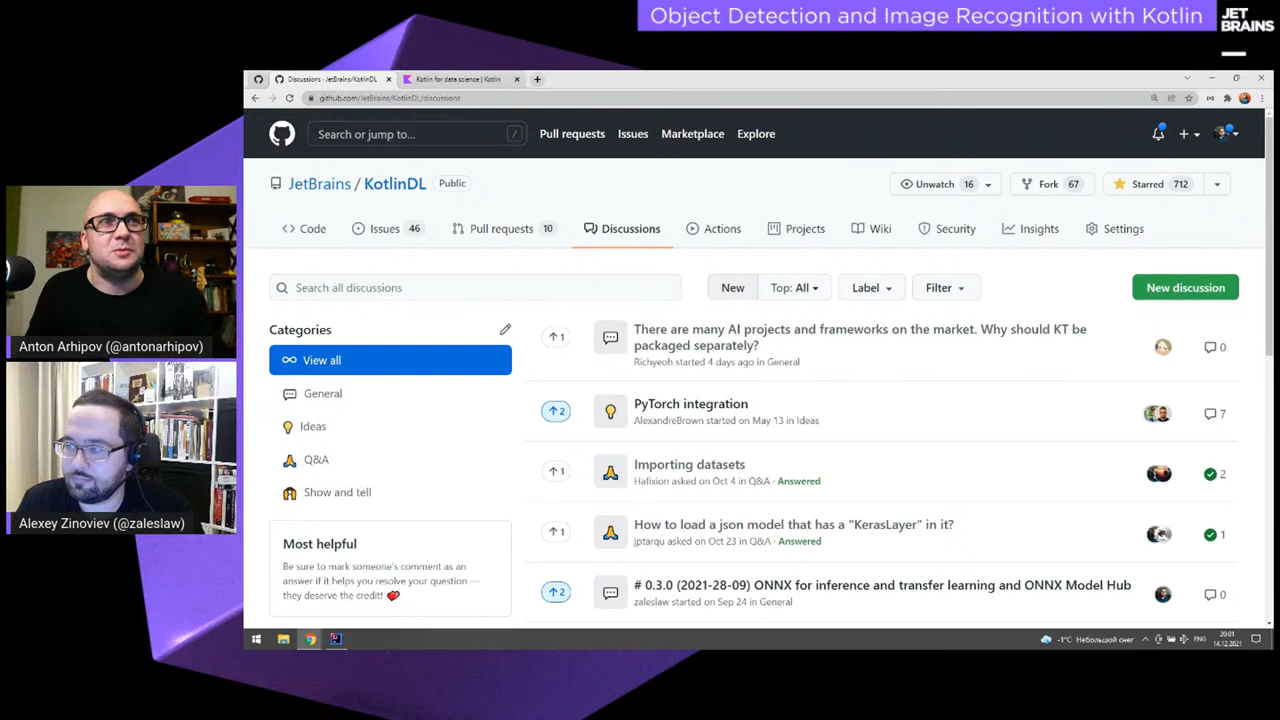 Object Detection and Image Recognition with Kotlin
JET
BRAINS
Discussions · JetBrains/KotlinDL
Kotlin for data science | Kotlin
github.com/JetBrains/KotlinDL/discussions
Search or jump to...
/
Pull requests
Issues
Marketplace
Explore
JetBrains / KotlinDL
Public
Unwatch 16
Fork 67
Starred 712
Code
Issues 46
Pull requests 10
Discussions
Actions
Projects
Wiki
Security
Insights
Settings
Search all discussions
New
Top: All
Label
Filter
New discussion
Categories
View all
General
Ideas
Q&A
Show and tell
Most helpful
Be sure to mark someone's comment as
an answer if it helps you resolve your question —
they deserve the credit!
1
There are many AI projects and frameworks on the market. Why should KT be
packaged separately?
Richyeoh started 4 days ago in General
0
2
PyTorch integration
AlexandreBrown started on May 13 in Ideas
7
1
Importing datasets
Hafixion asked on Oct 4 in Q&A · Answered
2
1
How to load a json model that has a "KerasLayer" in it?
jptarqu asked on Oct 23 in Q&A · Answered
1
2
# 0.3.0 (2021-28-09) ONNX for inference and transfer learning and ONNX Model Hub
zaleslaw started on Sep 24 in General
0
Anton Arhipov (@antonarhipov)
Alexey Zinoviev (@zaleslaw)
-1°C Небольшой снег
ENG
20:01
14.12.2021